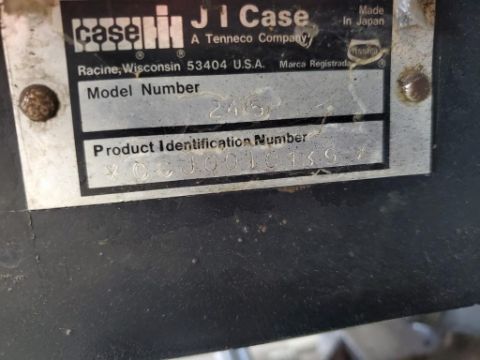 case IH
J I Case
A Tenneco Company
Made
In Japan
Racine, Wisconsin 53404 U.S.A.
Marca Registrada
Model Number
Product Identification Number